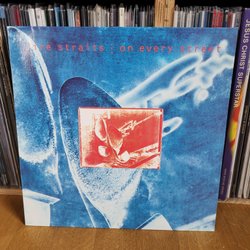 dire straits on every street
JESUS CHRIST SUPERSTAR